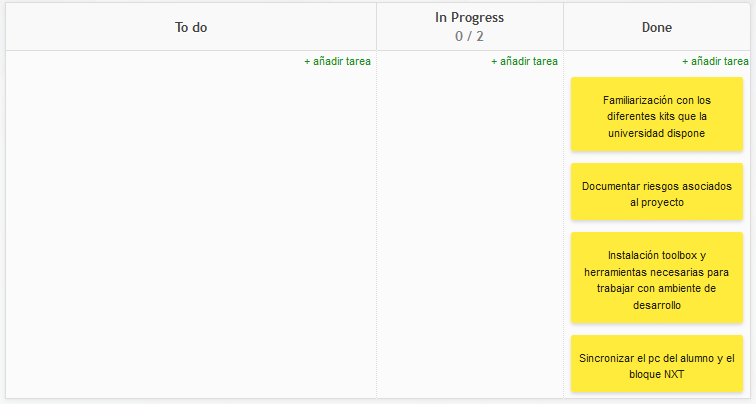 To do
In Progress
0 / 2
Done
+ añadir tarea
+ añadir tarea
+ añadir tarea
Familiarización con los
diferentes kits que la
universidad dispone
Documentar riesgos asociados
al proyecto
Instalación toolbox y
herramientas necesarias para
trabajar con ambiente de
desarrollo
Sincronizar el pc del alumno y el
bloque NXT